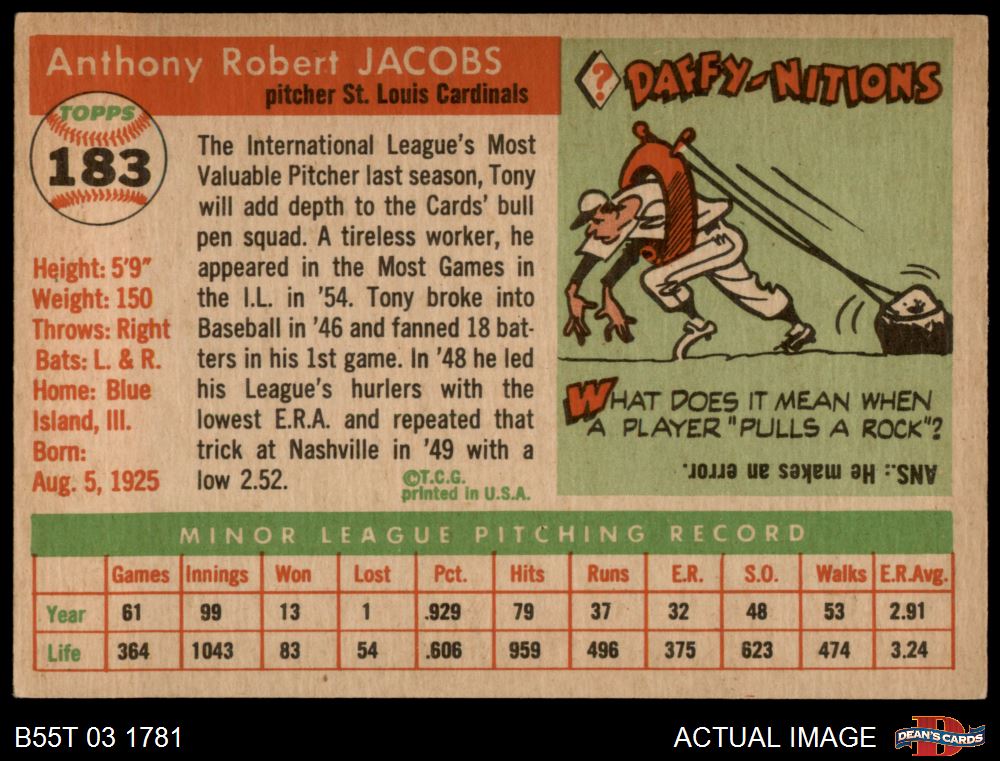 Anthony Robert JACOBS
pitcher St. Louis Cardinals
TOPPS
183
Height: 5'9"
Weight: 150
Throws: Right
Bats: L. & R.
Home: Blue
Island, Ill.
Born:
Aug. 5, 1925
The International League's Most
Valuable Pitcher last season, Tony
will add depth to the Cards' bull
pen squad. A tireless worker, he
appeared in the Most Games in
the I.L. in '54. Tony broke into
Baseball in '46 and fanned 18 bat-
ters in his 1st game. In '48 he led
his League's hurlers with the
lowest E.R.A. and repeated that
trick at Nashville in '49 with a
low 2.52.
©T.C.G.
printed in U.S.A.
? DAFFY-NITIONS
WHAT DOES IT MEAN WHEN
A PLAYER "PULLS A ROCK"?
ANS.: He makes an error.
MINOR LEAGUE PITCHING RECORD
Games Innings Won Lost Pct. Hits Runs E.R. S.O. Walks E.R.Avg.
Year 61 99 13 1 .929 79 37 32 48 53 2.91
Life 364 1043 83 54 .606 959 496 375 623 474 3.24
B55T 03 1781
ACTUAL IMAGE
DEAN'S CARDS